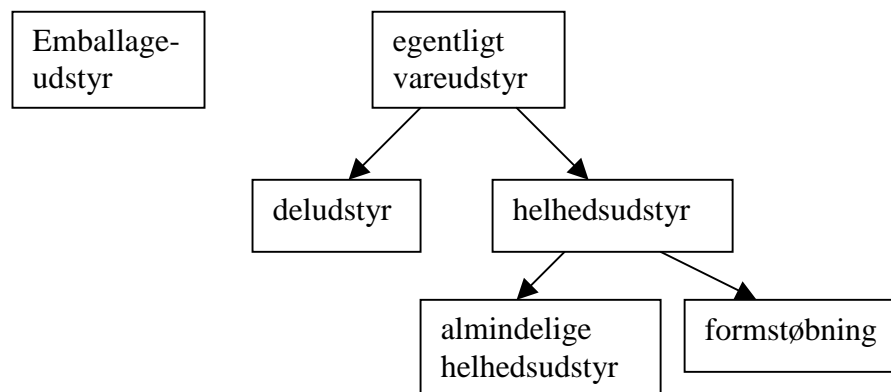 Emballage-
udstyr
egentligt
vareudstyr
deludstyr
helhedsudstyr
almindelige
helhedsudstyr
formstøbning